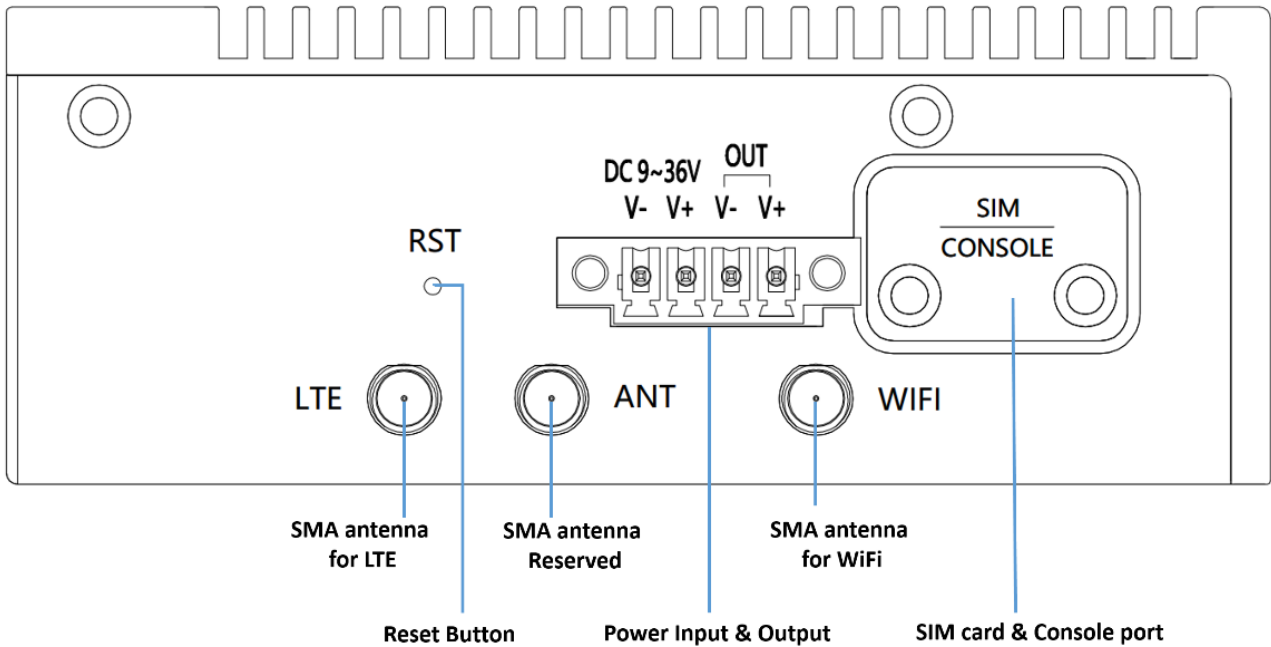 OUT
DC 9~36V
V- V+ V- V+
SIM
CONSOLE
RST
LTE
ANT
WIFI
SMA antenna
for LTE
SMA antenna
Reserved
SMA antenna
for WiFi
Reset Button
Power Input & Output
SIM card & Console port